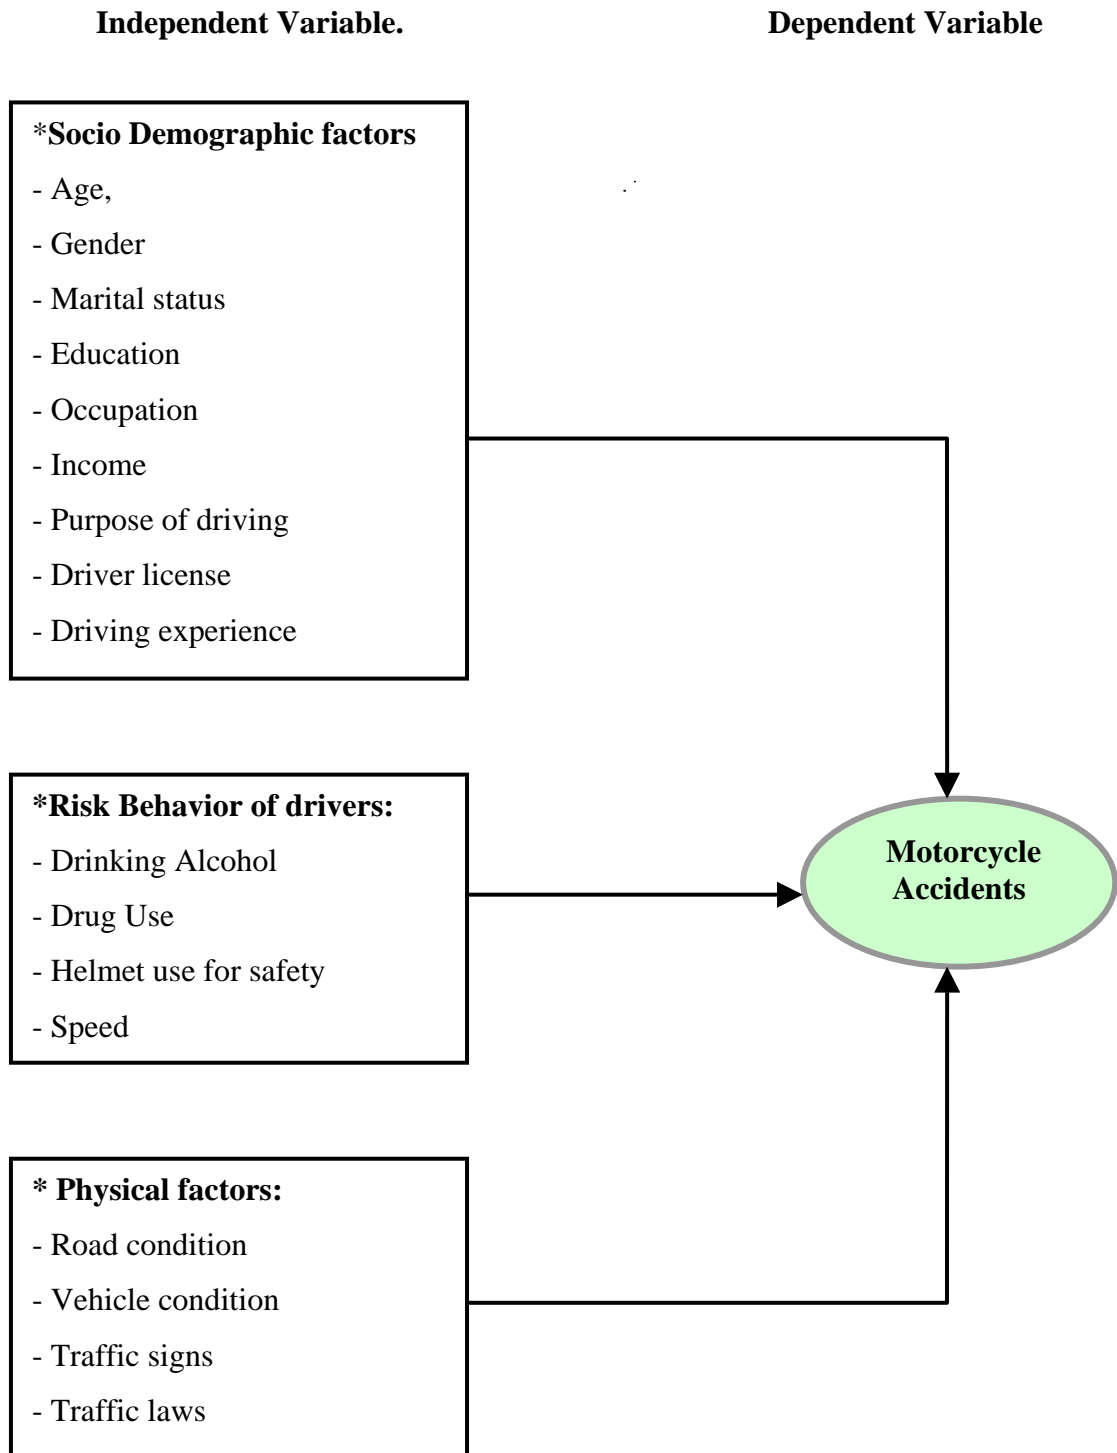 Independent Variable.
Dependent Variable
*Socio Demographic factors
- Age,
- Gender
- Marital status
- Education
- Occupation
- Income
- Purpose of driving
- Driver license
- Driving experience
*Risk Behavior of drivers:
- Drinking Alcohol
- Drug Use
- Helmet use for safety
- Speed
Motorcycle
Accidents
* Physical factors:
- Road condition
- Vehicle condition
- Traffic signs
- Traffic laws